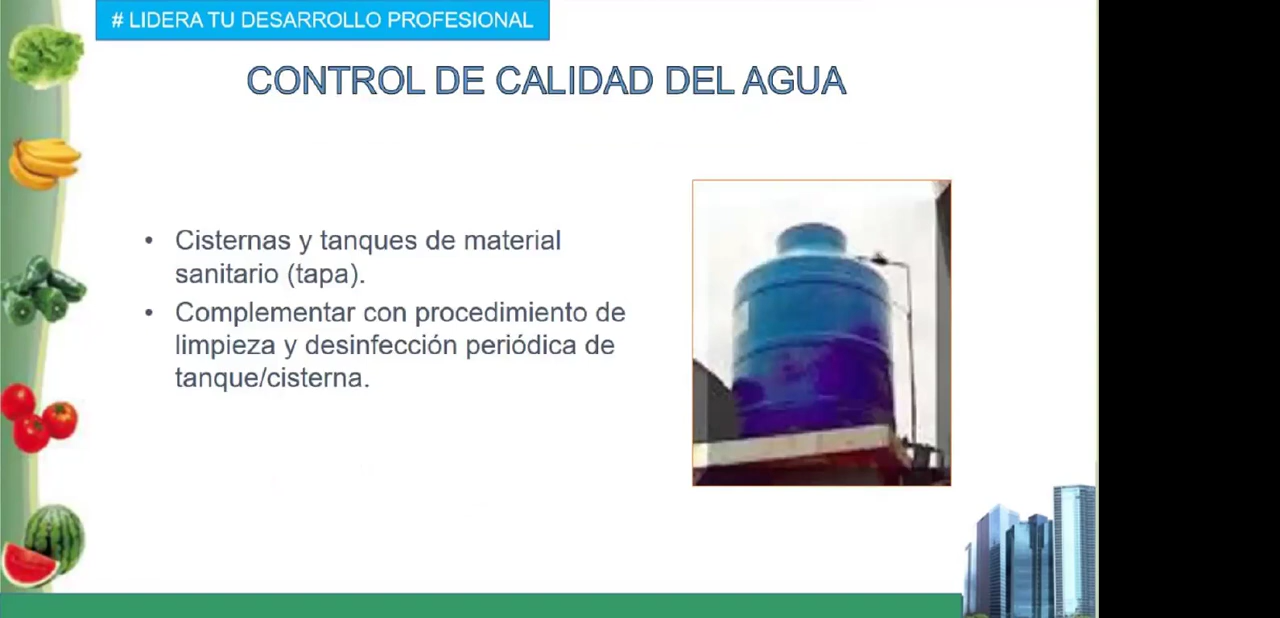 # LIDERA TU DESARROLLO PROFESIONAL
CONTROL DE CALIDAD DEL AGUA
• Cisternas y tanques de material
sanitario (tapa).
• Complementar con procedimiento de
limpieza y desinfección periódica de
tanque/cisterna.